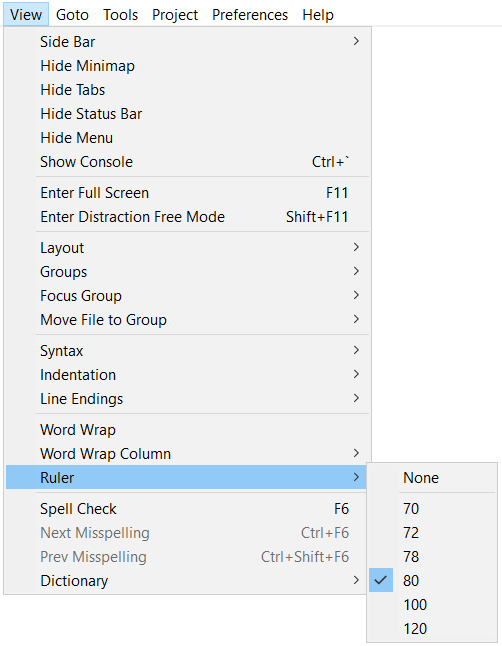 View Goto Tools Project Preferences Help
Side Bar
Hide Minimap
Hide Tabs
Hide Status Bar
Hide Menu
Show Console Ctrl+`
Enter Full Screen F11
Enter Distraction Free Mode Shift+F11
Layout
Groups
Focus Group
Move File to Group
Syntax
Indentation
Line Endings
Word Wrap
Word Wrap Column
Ruler
Spell Check F6
Next Misspelling Ctrl+F6
Prev Misspelling Ctrl+Shift+F6
Dictionary
None
70
72
78
80
100
120